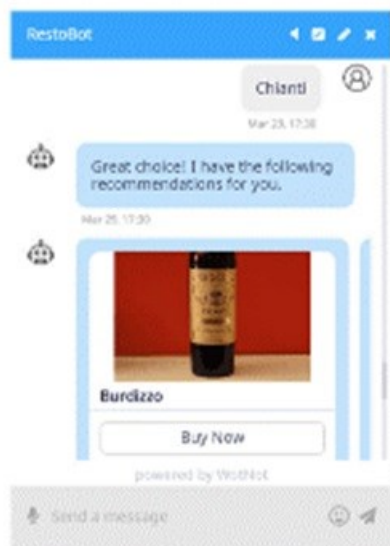 RestoBot
Chianti
Mar 23, 17:30
Great choice! I have the following
recommendations for you.
Mar 23, 17:30
Burdizzo
Buy Now
powered by WotNot
Send a message